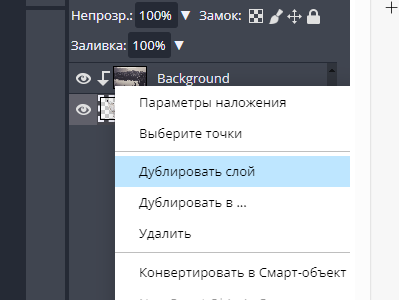 Непрозр.: 100% ▼ Замок:
Заливка: 100% ▼
Background
Параметры наложения
Выберите точки
Дублировать слой
Дублировать в ...
Удалить
Конвертировать в Смарт-объект